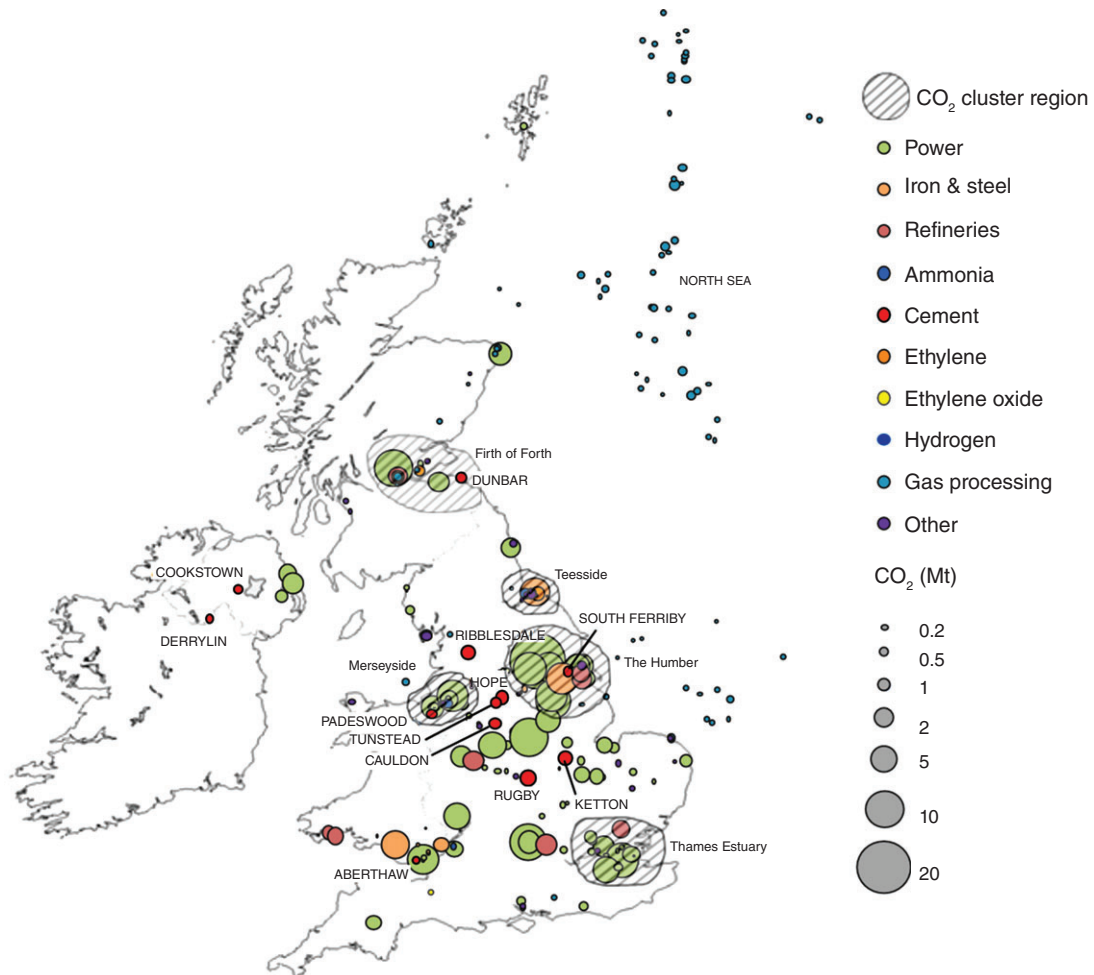 CO2 cluster region
Power
Iron & steel
Refineries
Ammonia
Cement
Ethylene
Ethylene oxide
Hydrogen
Gas processing
Other
CO2 (Mt)
0.2
0.5
1
2
5
10
20
NORTH SEA
Firth of Forth
DUNBAR
COOKSTOWN
DERRYLIN
Teesside
SOUTH FERRIBY
RIBBLESDALE
The Humber
Merseyside
HOPE
PADESWOOD
TUNSTEAD
CAULDON
RUGBY
KETTON
Thames Estuary
ABERTHAW